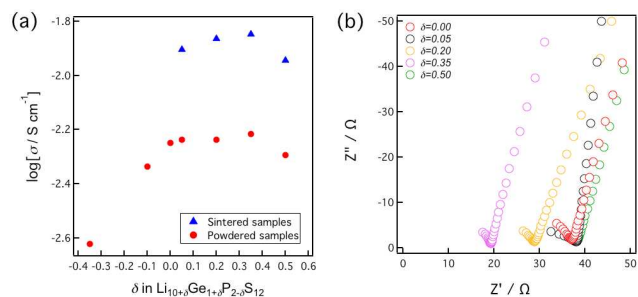 (a)
-1.8
-2.0
-2.2
-2.4
-2.6
log[σ / S cm⁻¹]
Sintered samples
Powdered samples
-0.4 -0.3 -0.2 -0.1 0.0 0.1 0.2 0.3 0.4 0.5 0.6
δ in Li₁₀₊δGe₁₊δP₂₋δS₁₂
(b)
-50
-40
-30
-20
-10
0
Z'' / Ω
δ=0.00
δ=0.05
δ=0.20
δ=0.35
δ=0.50
0 10 20 30 40 50
Z' / Ω